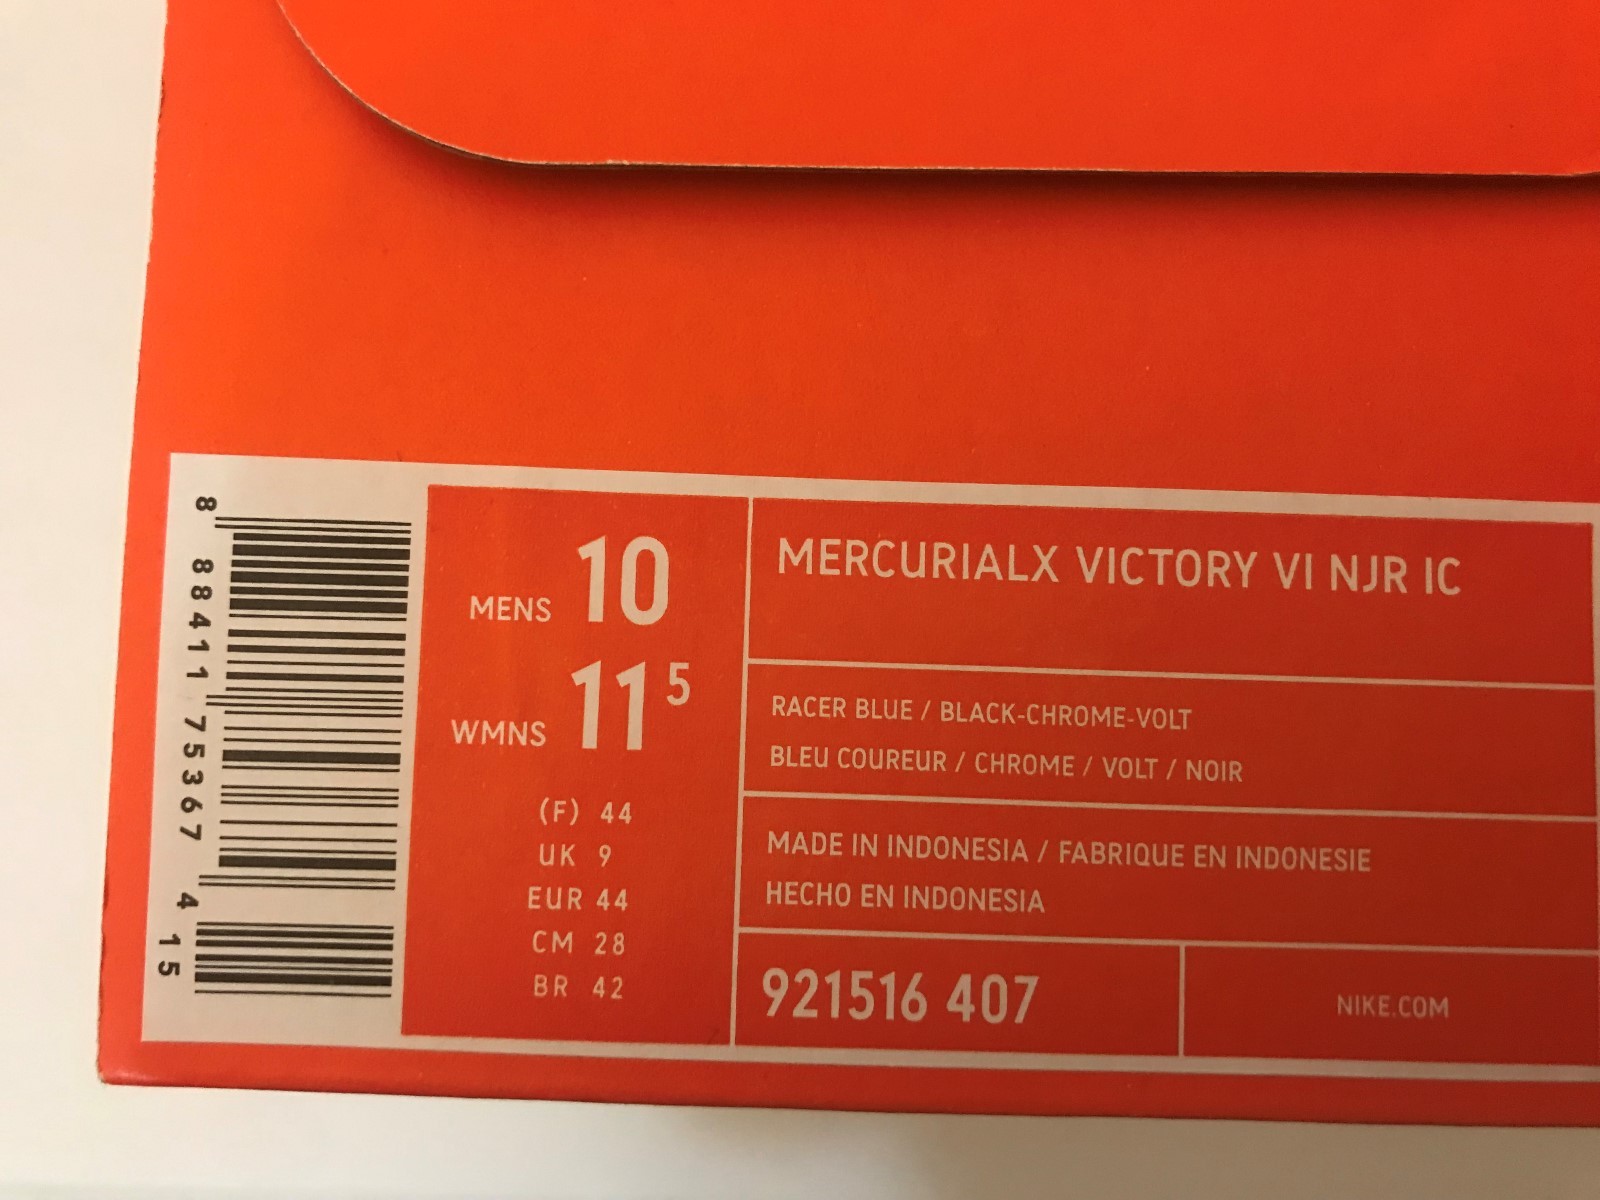 8 88411 75367 4 15
MENS 10
WMNS 11 5
(F) 44
UK 9
EUR 44
CM 28
BR 42
MERCURIALX VICTORY VI NJR IC
RACER BLUE / BLACK-CHROME-VOLT
BLEU COUREUR / CHROME / VOLT / NOIR
MADE IN INDONESIA / FABRIQUE EN INDONESIE
HECHO EN INDONESIA
921516 407
NIKE.COM